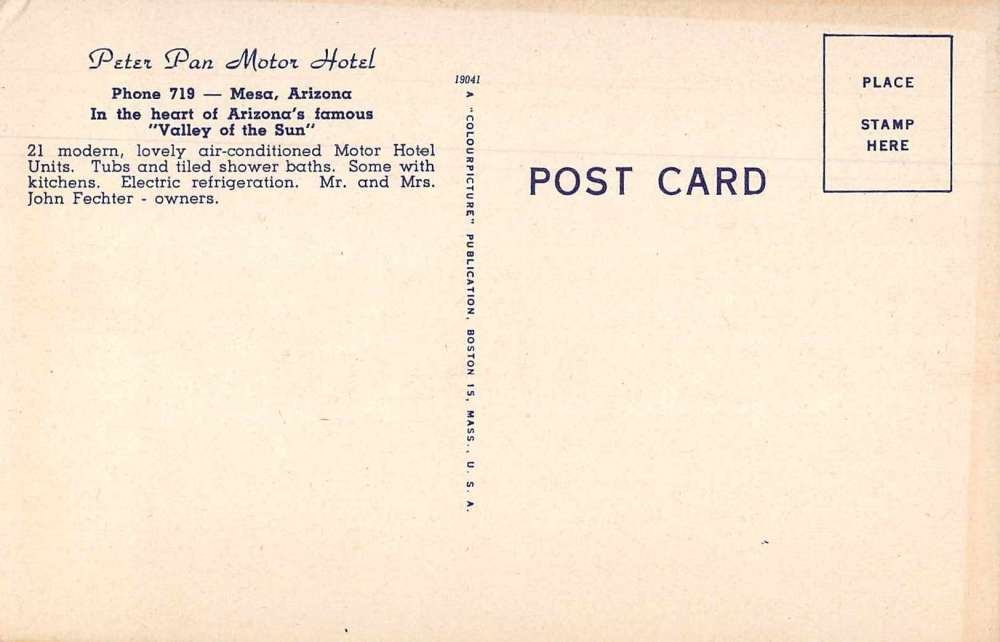 Peter Pan Motor Hotel
Phone 719 — Mesa, Arizona
In the heart of Arizona's famous
"Valley of the Sun"
21 modern, lovely air-conditioned Motor Hotel
Units. Tubs and tiled shower baths. Some with
kitchens. Electric refrigeration. Mr. and Mrs.
John Fechter - owners.
19041
A "COLOURPICTURE" PUBLICATION, BOSTON 15, MASS., U. S. A.
POST CARD
PLACE
STAMP
HERE